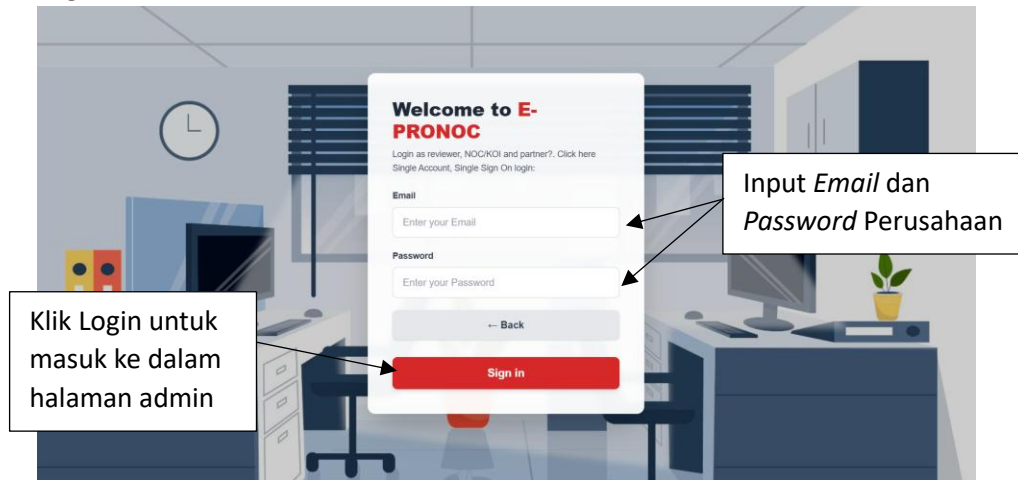 Welcome to E-
PRONOC
Login as reviewer, NOC/KOI and partner?. Click here
Single Account, Single Sign On login:
Email
Enter your Email
Input Email dan
Password Perusahaan
Password
Enter your Password
← Back
Klik Login untuk
masuk ke dalam
halaman admin
Sign in